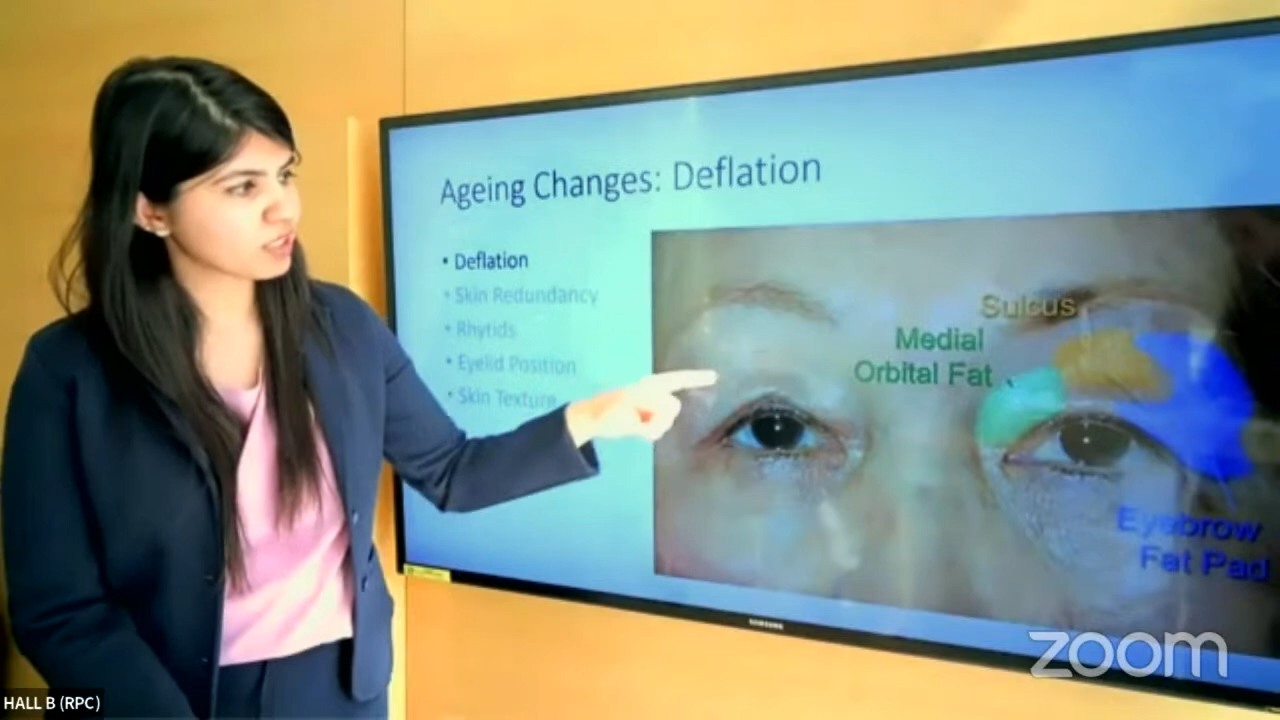 Ageing Changes: Deflation
• Deflation
• Skin Redundancy
• Rhytids
• Eyelid Position
• Skin Texture
Sulcus
Medial
Orbital Fat
Eyebrow
Fat Pad
SAMSUNG
zoom
HALL B (RPC)